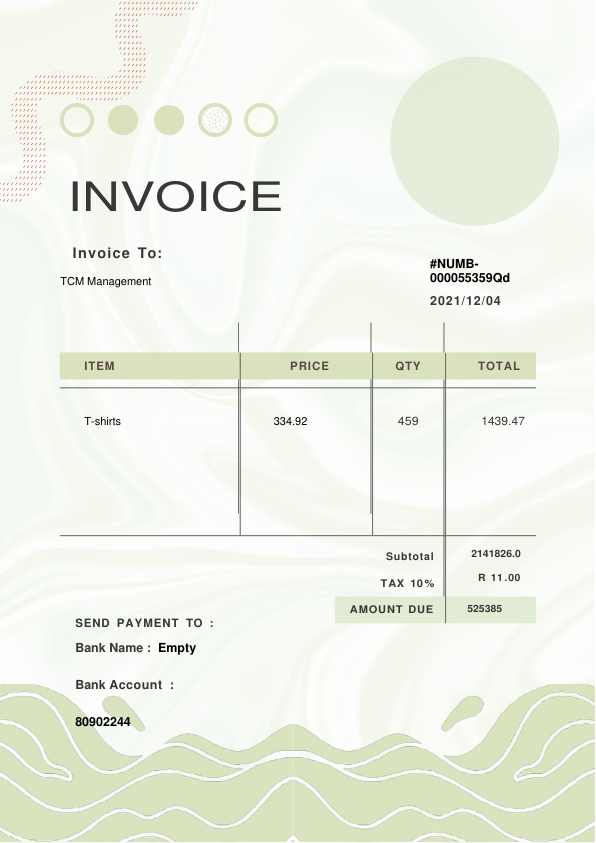 INVOICE
Invoice To:
TCM Management
#NUMB-
000055359Qd
2021/12/04
ITEM PRICE QTY TOTAL
T-shirts 334.92 459 1439.47
Subtotal 2141826.0
TAX 10% R 11.00
AMOUNT DUE 525385
SEND PAYMENT TO :
Bank Name : Empty
Bank Account :
80902244